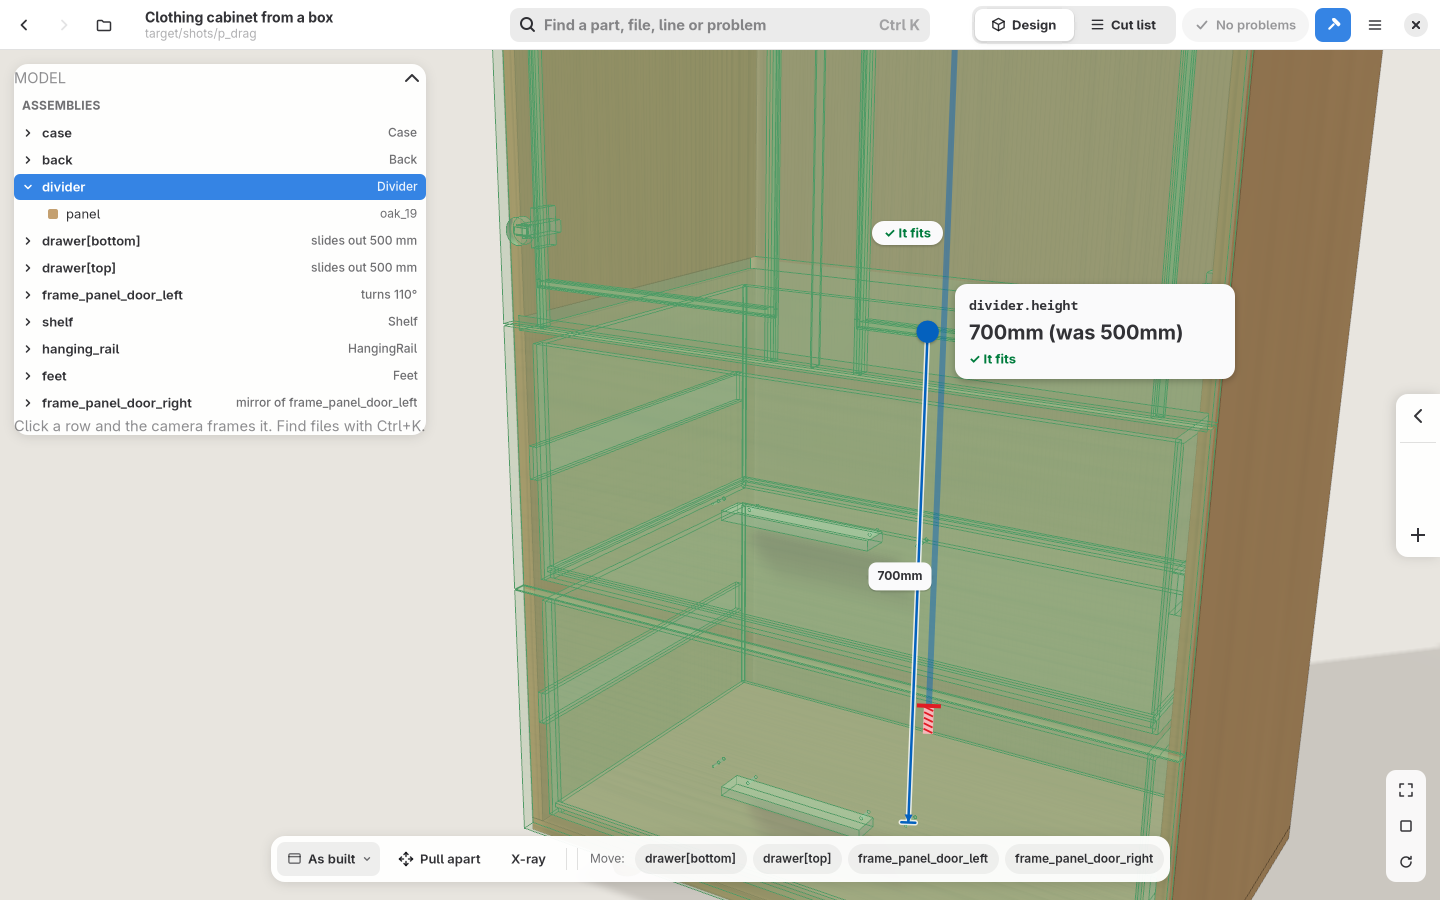 Clothing cabinet from a box
target/shots/p_drag
Find a part, file, line or problem
Ctrl K
Design
Cut list
No problems
MODEL
ASSEMBLIES
case Case
back Back
divider Divider
panel oak_19
drawer[bottom] slides out 500 mm
drawer[top] slides out 500 mm
frame_panel_door_left turns 110°
shelf Shelf
hanging_rail HangingRail
feet Feet
frame_panel_door_right mirror of frame_panel_door_left
Click a row and the camera frames it. Find files with Ctrl+K.
It fits
divider.height
700mm (was 500mm)
It fits
700mm
As built
Pull apart
X-ray
Move:
drawer[bottom]
drawer[top]
frame_panel_door_left
frame_panel_door_right